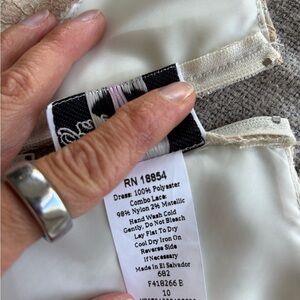 RN 18854
Dress: 100% Polyester
Combo Lace:
98% Nylon 2% Metallic
Hand Wash Cold
Gently, Do Not Bleach
Lay Flat To Dry
Cool Dry Iron On
Reverse Side
If Necessary
Made In El Salvador
682
F418266 B
10